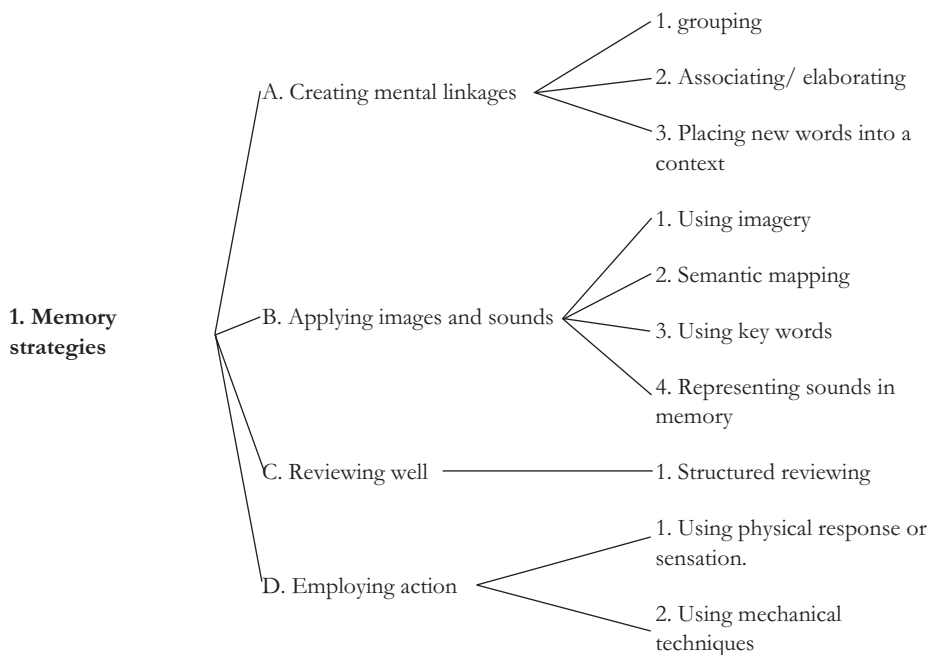 1. Memory
strategies
A. Creating mental linkages
1. grouping
2. Associating/ elaborating
3. Placing new words into a
context
B. Applying images and sounds
1. Using imagery
2. Semantic mapping
3. Using key words
4. Representing sounds in
memory
C. Reviewing well
1. Structured reviewing
D. Employing action
1. Using physical response or
sensation.
2. Using mechanical
techniques